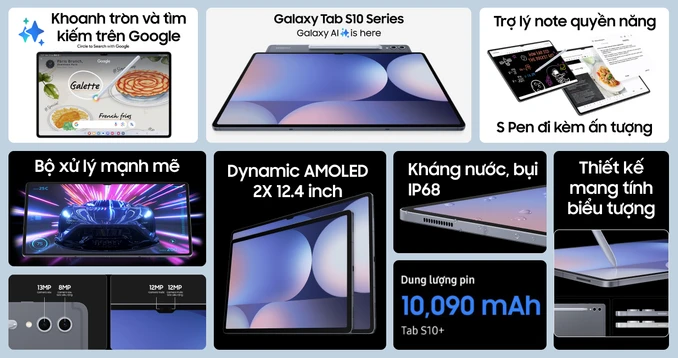 Khoanh tròn và tìm
kiếm trên Google
Circle to Search with Google
Google
Galette
French fries
Galaxy Tab S10 Series
Galaxy AI is here
Trợ lý note quyền năng
S Pen đi kèm ấn tượng
Bộ xử lý mạnh mẽ
13MP
8MP
12MP
12MP
Dynamic AMOLED
2X 12.4 inch
Kháng nước, bụi
IP68
Dung lượng pin
10,090 mAh
Tab S10+
Thiết kế
mang tính
biểu tượng